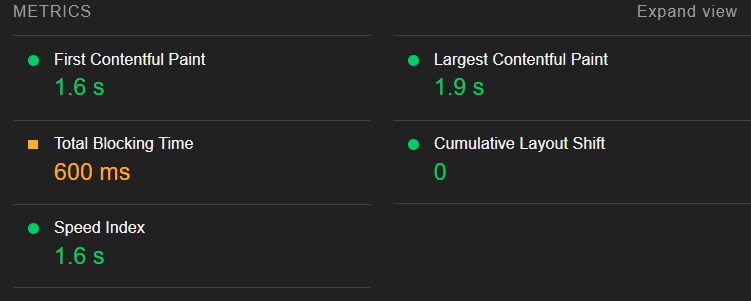 METRICS
Expand view
First Contentful Paint
1.6 s
Largest Contentful Paint
1.9 s
Total Blocking Time
600 ms
Cumulative Layout Shift
0
Speed Index
1.6 s